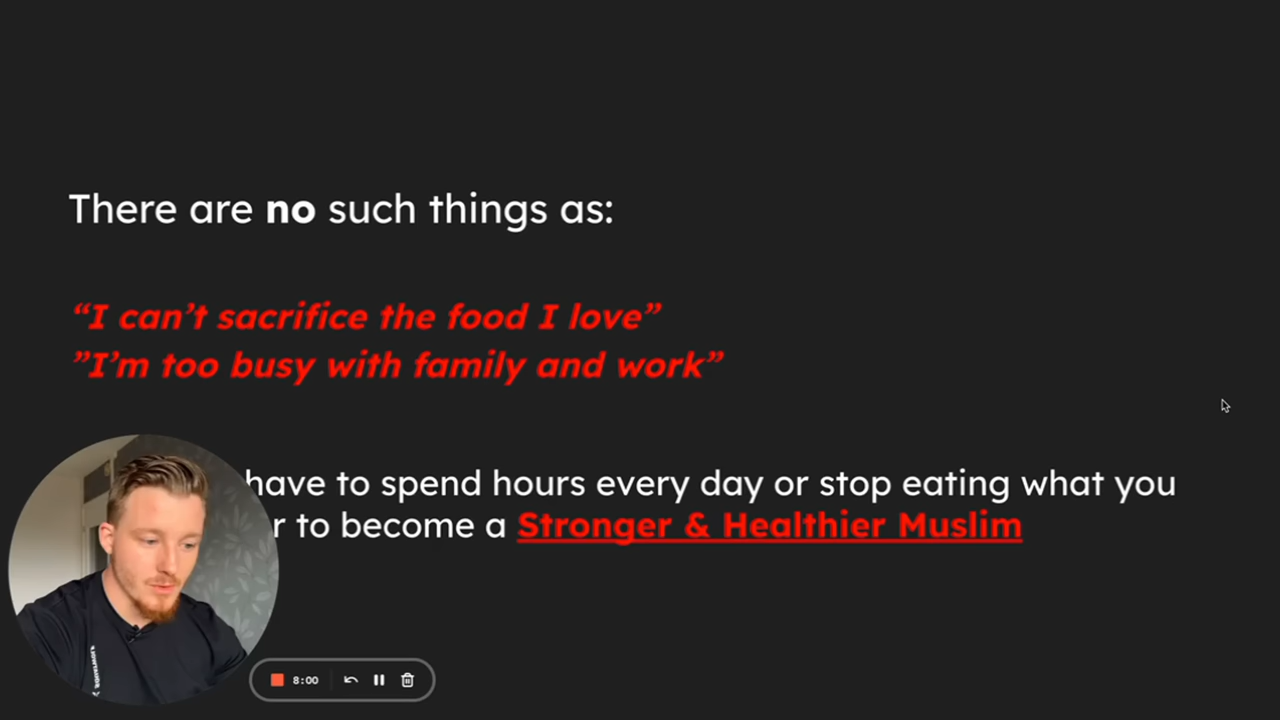 There are no such things as:
“I can’t sacrifice the food I love”
”I’m too busy with family and work”
have to spend hours every day or stop eating what you
r to become a Stronger & Healthier Muslim
8:00